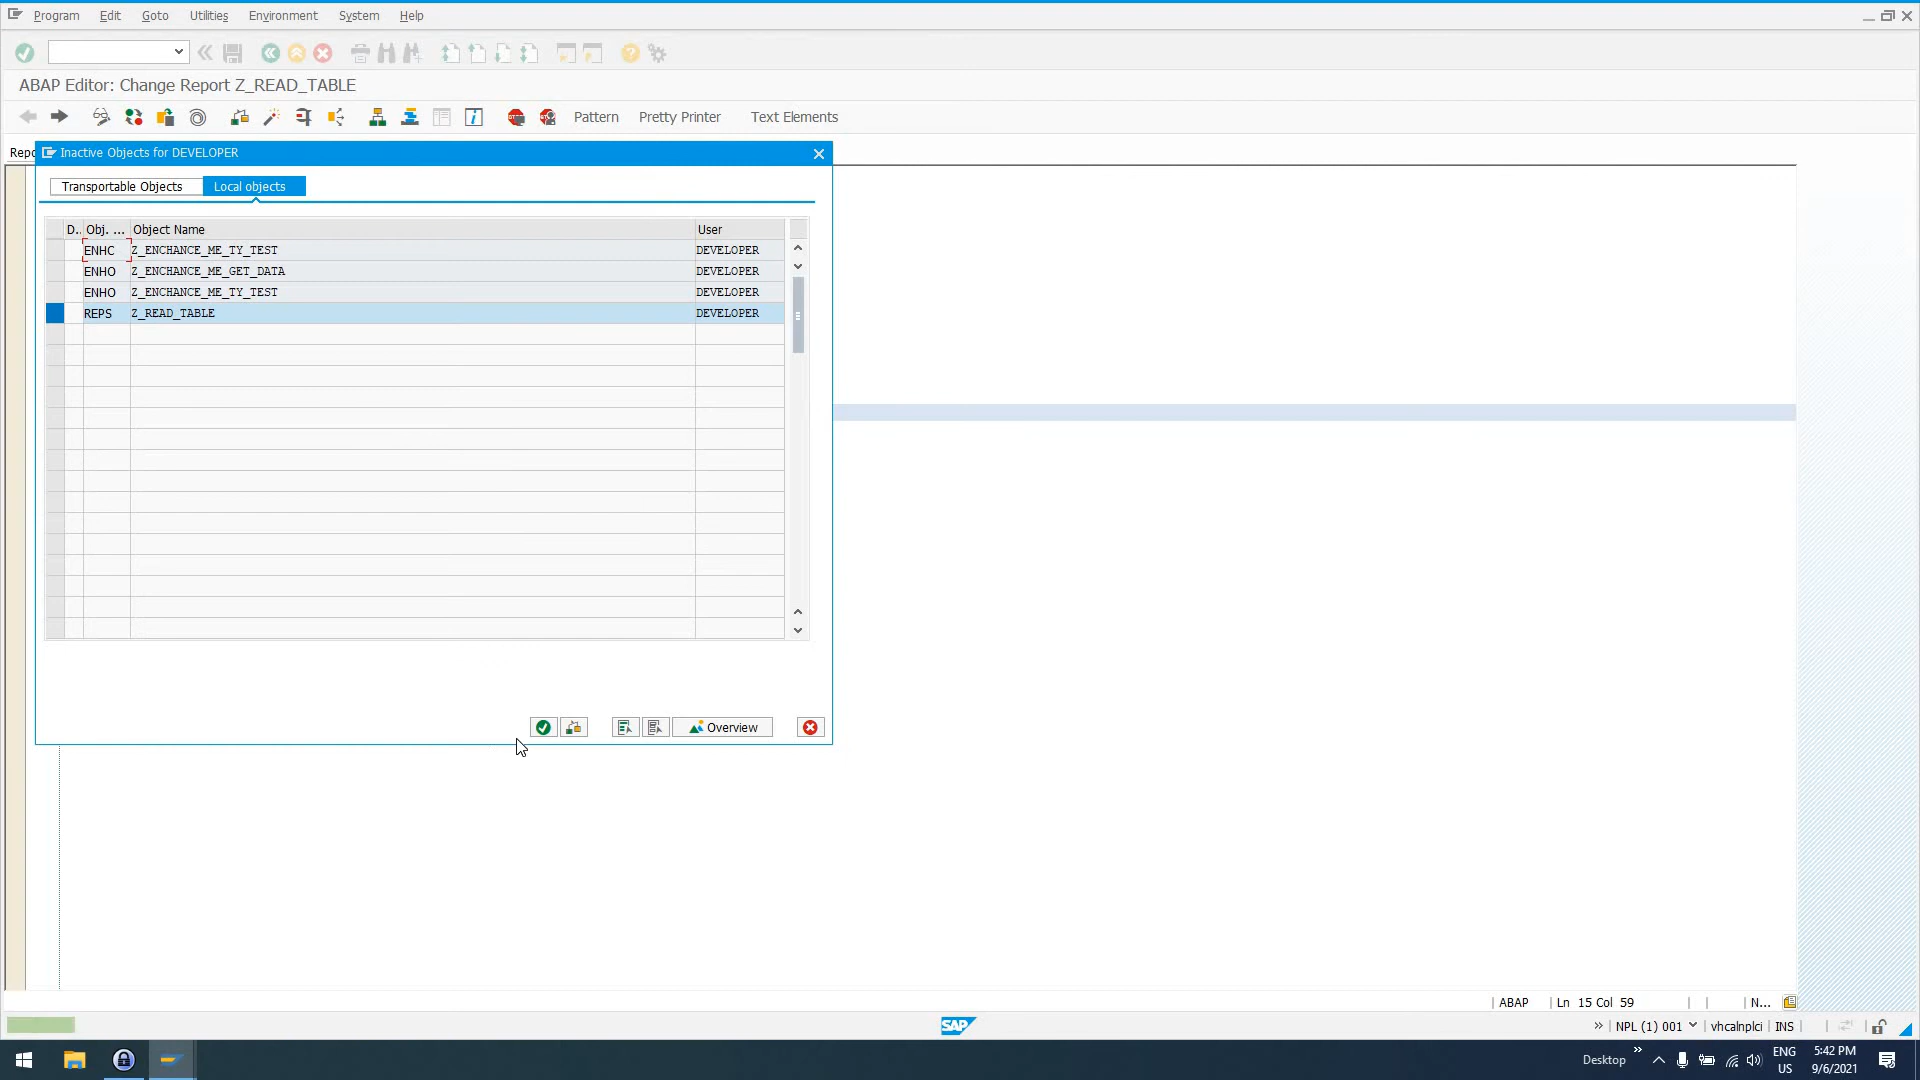 Program Edit Goto Utilities Environment System Help
ABAP Editor: Change Report Z_READ_TABLE
Pattern Pretty Printer Text Elements
Repo
Inactive Objects for DEVELOPER
Transportable Objects Local objects
D.. Obj. ... Object Name User
ENHC Z_ENCHANCE_ME_TY_TEST DEVELOPER
ENHO Z_ENCHANCE_ME_GET_DATA DEVELOPER
ENHO Z_ENCHANCE_ME_TY_TEST DEVELOPER
REPS Z_READ_TABLE DEVELOPER
Overview
ABAP Ln 15 Col 59 N...
SAP
NPL (1) 001 vhcalnplci INS
Desktop
ENG
US
5:42 PM
9/6/2021